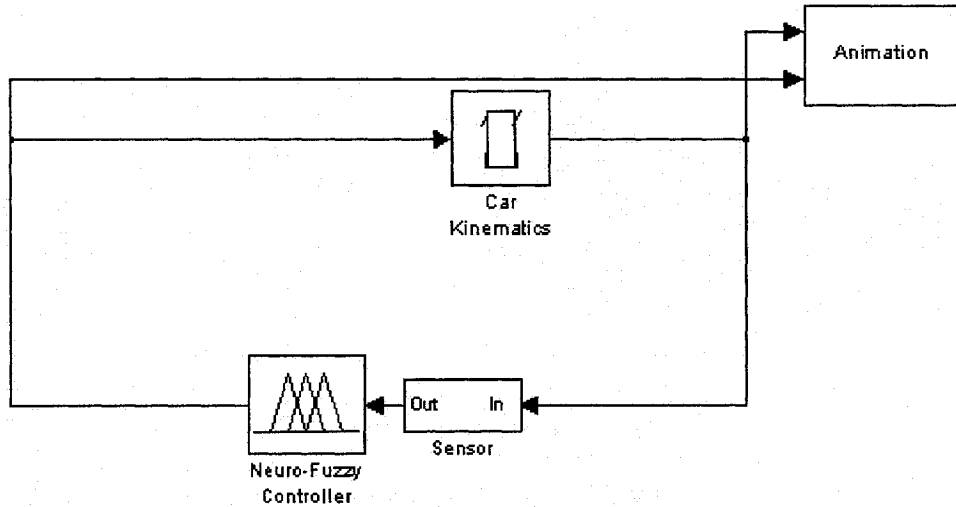 Animation
Car
Kinematics
Out In
Sensor
Neuro-Fuzzy
Controller